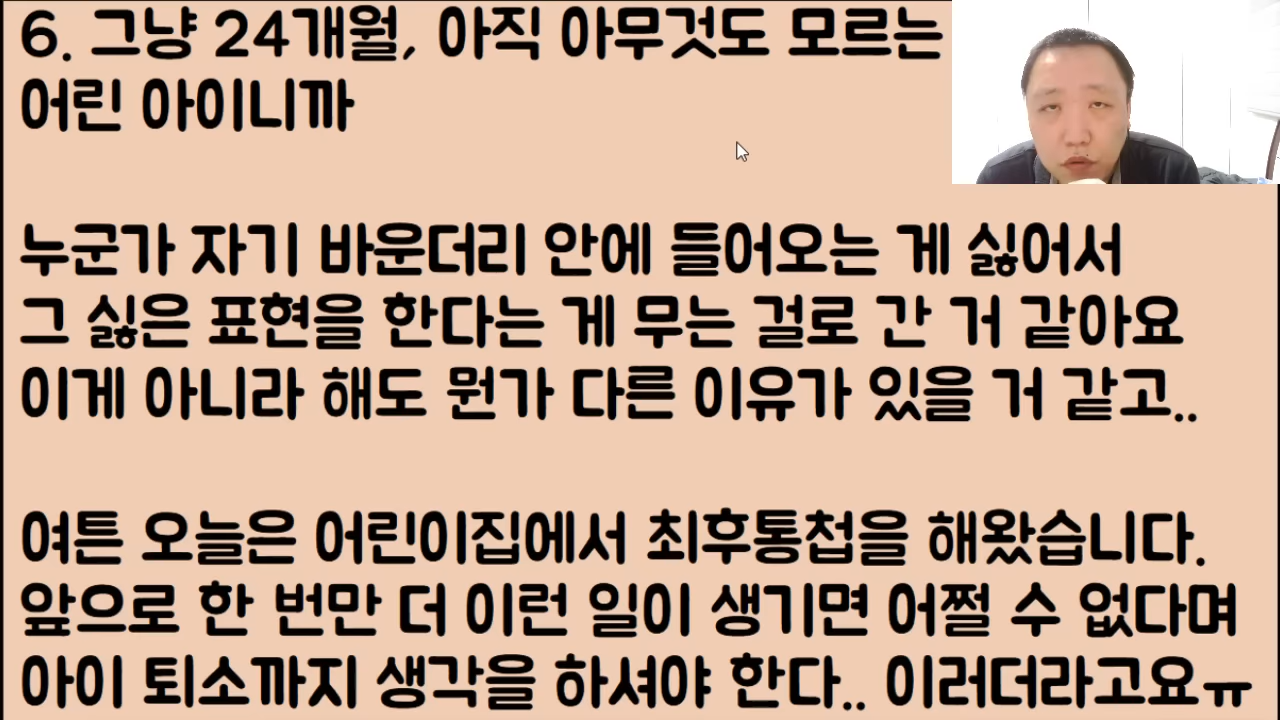 6. 그냥 24개월, 아직 아무것도 모르는
어린 아이니까
누군가 자기 바운더리 안에 들어오는 게 싫어서
그 싫은 표현을 한다는 게 무는 걸로 간 거 같아요
이게 아니라 해도 뭔가 다른 이유가 있을 거 같고..
여튼 오늘은 어린이집에서 최후통첩을 해왔습니다.
앞으로 한 번만 더 이런 일이 생기면 어쩔 수 없다며
아이 퇴소까지 생각을 하셔야 한다.. 이러더라고요ㅠ